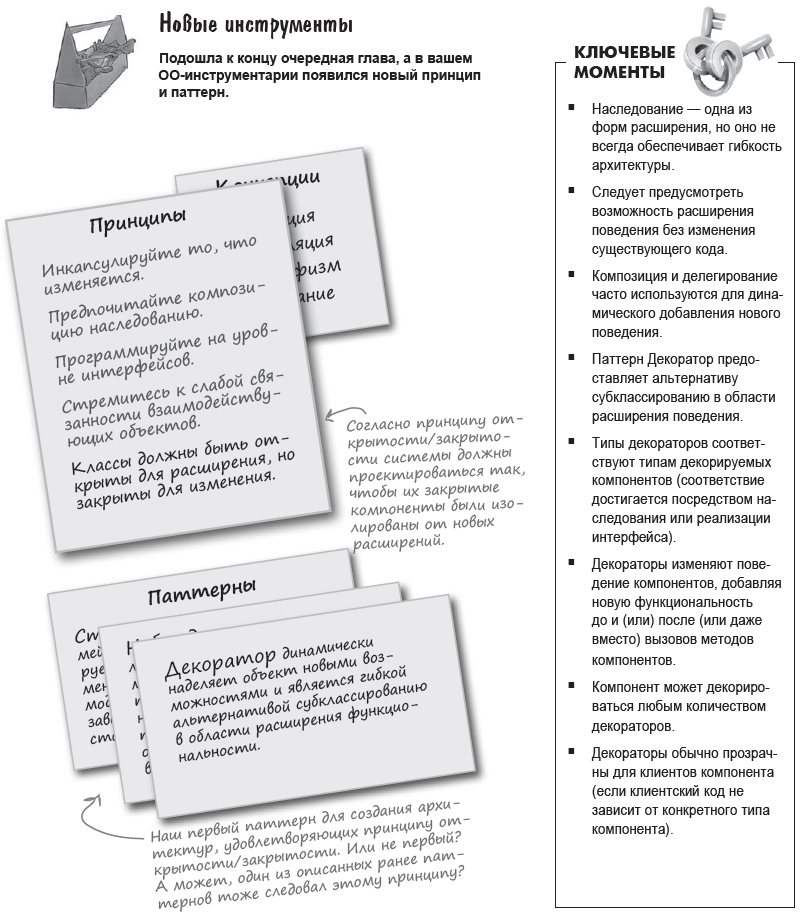 Новые инструменты
Подошла к концу очередная глава, а в вашем
ОО-инструментарии появился новый принцип
и паттерн.
Принципы
Инкапсулируйте то, что
изменяется.
Предпочитайте компози-
цию наследованию.
Программируйте на уров-
не интерфейсов.
Стремитесь к слабой свя-
занности взаимодейству-
ющих объектов.
Классы должны быть от-
крыты для расширения, но
закрыты для изменения.
Согласно принципу от-
крытости/закрыто-
сти системы должны
проектироваться так,
чтобы их закрытые
компоненты были изо-
лированы от новых
расширений.
Паттерны
Декоратор динамически
наделяет объект новыми воз-
можностями и является гибкой
альтернативой субклассированию
в области расширения функцио-
нальности.
Наш первый паттерн для создания архи-
тектур, удовлетворяющих принципу от-
крытости/закрытости. Или не первый?
А может, один из описанных ранее пат-
тернов тоже следовал этому принципу?
КЛЮЧЕВЫЕ
МОМЕНТЫ
▪ Наследование — одна из
форм расширения, но оно не
всегда обеспечивает гибкость
архитектуры.
▪ Следует предусмотреть
возможность расширения
поведения без изменения
существующего кода.
▪ Композиция и делегирование
часто используются для дина-
мического добавления нового
поведения.
▪ Паттерн Декоратор предо-
ставляет альтернативу
субклассированию в области
расширения поведения.
▪ Типы декораторов соответ-
ствуют типам декорируемых
компонентов (соответствие
достигается посредством на-
следования или реализации
интерфейса).
▪ Декораторы изменяют пове-
дение компонентов, добавляя
новую функциональность
до и (или) после (или даже
вместо) вызовов методов
компонентов.
▪ Компонент может декориро-
ваться любым количеством
декораторов.
▪ Декораторы обычно прозрач-
ны для клиентов компонента
(если клиентский код не
зависит от конкретного типа
компонента).